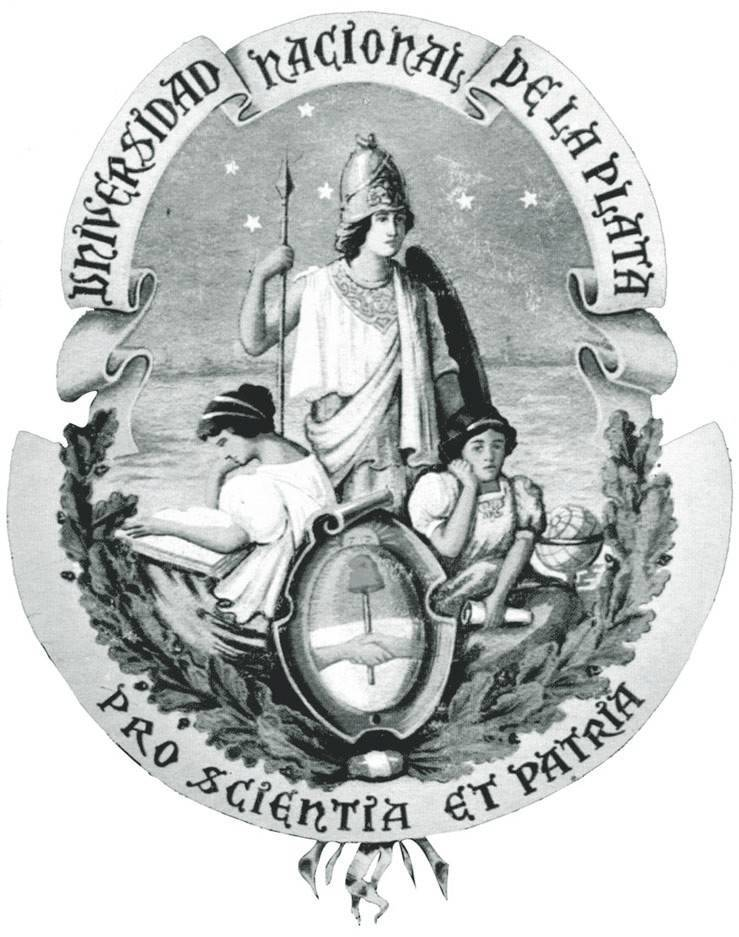 UNIVERSIDAD NACIONAL DE LA PLATA
PRO SCIENTIA ET PATRIA